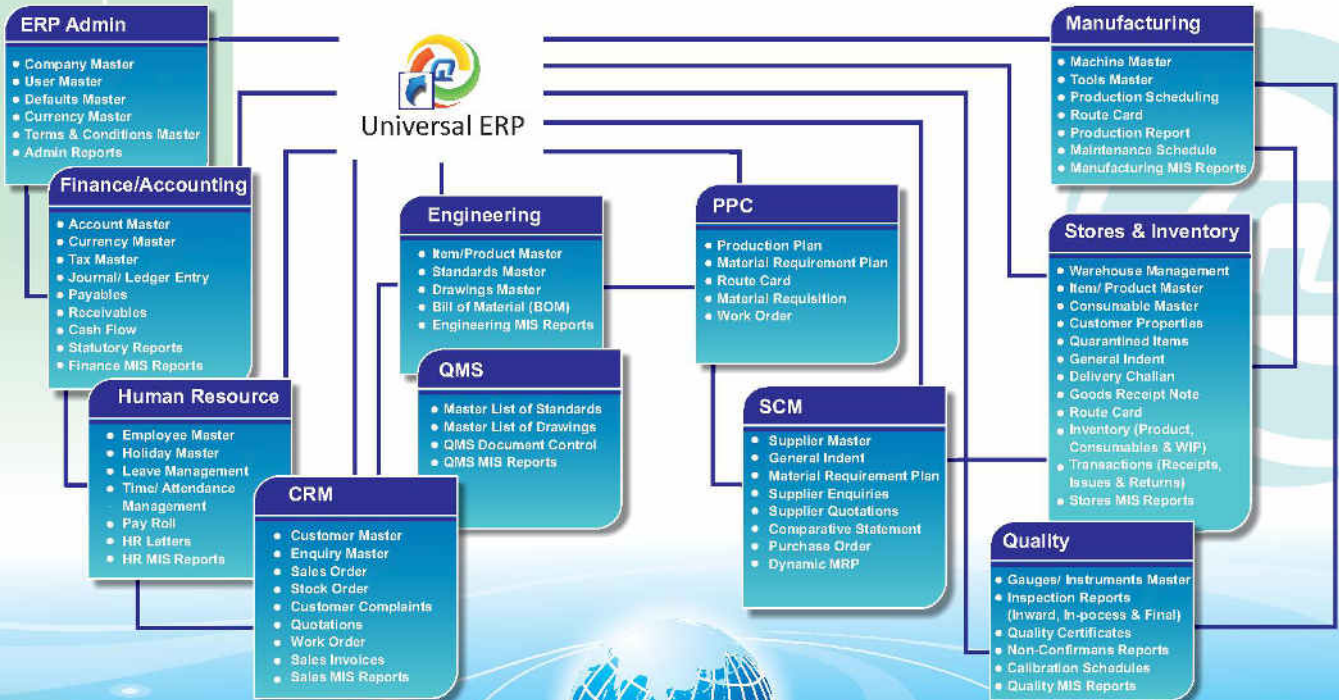 Universal ERP
ERP Admin
Company Master
User Master
Defaults Master
Currency Master
Terms & Conditions Master
Admin Reports
Finance/Accounting
Account Master
Currency Master
Tax Master
Journal/ Ledger Entry
Payables
Receivables
Cash Flow
Statutory Reports
Finance MIS Reports
Human Resource
Employee Master
Holiday Master
Leave Management
Time/ Attendance
Management
Pay Roll
HR Letters
HR MIS Reports
CRM
Customer Master
Enquiry Master
Sales Order
Stock Order
Customer Complaints
Quotations
Work Order
Sales Invoices
Sales MIS Reports
Engineering
Item/Product Master
Standards Master
Drawings Master
Bill of Material (BOM)
Engineering MIS Reports
QMS
Master List of Standards
Master List of Drawings
QMS Document Control
QMS MIS Reports
PPC
Production Plan
Material Requirement Plan
Route Card
Material Requisition
Work Order
SCM
Supplier Master
General Indent
Material Requirement Plan
Supplier Enquiries
Supplier Quotations
Comparative Statement
Purchase Order
Dynamic MRP
Manufacturing
Machine Master
Tools Master
Production Scheduling
Route Card
Production Report
Maintenance Schedule
Manufacturing MIS Reports
Stores & Inventory
Warehouse Management
Item/ Product Master
Consumable Master
Customer Properties
Quarantined Items
General Indent
Delivery Challan
Goods Receipt Note
Route Card
Inventory (Product,
Consumables & WIP)
Transactions (Receipts,
Issues & Returns)
Stores MIS Reports
Quality
Gauges/ Instruments Master
Inspection Reports
(Inward, In-pocess & Final)
Quality Certificates
Non-Confirmans Reports
Calibration Schedules
Quality MIS Reports